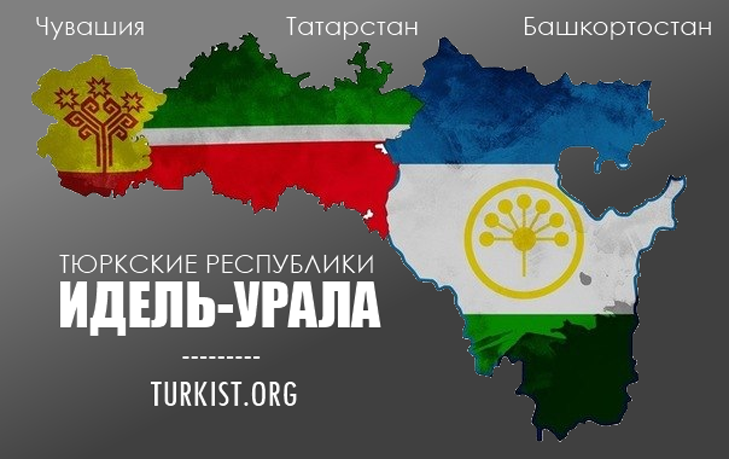 Чувашия Татарстан Башкортостан
ТЮРКСКИЕ РЕСПУБЛИКИ
ИДЕЛЬ-УРАЛА
---------
TURKIST.ORG